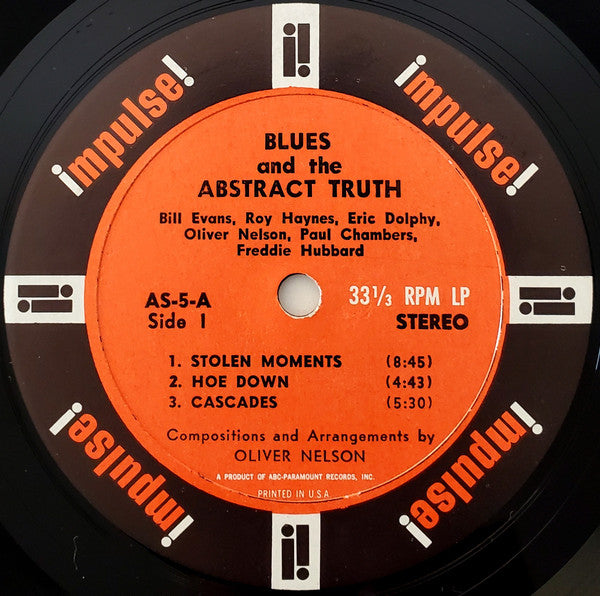 impulse!
impulse!
BLUES
and the
ABSTRACT TRUTH
Bill Evans, Roy Haynes, Eric Dolphy,
Oliver Nelson, Paul Chambers,
Freddie Hubbard
AS-5-A 33⅓ RPM LP
Side 1 STEREO
1. STOLEN MOMENTS (8:45)
2. HOE DOWN (4:43)
3. CASCADES (5:30)
Compositions and Arrangements by
OLIVER NELSON
A PRODUCT OF ABC-PARAMOUNT RECORDS, INC.
PRINTED IN U.S.A
impulse!
impulse!